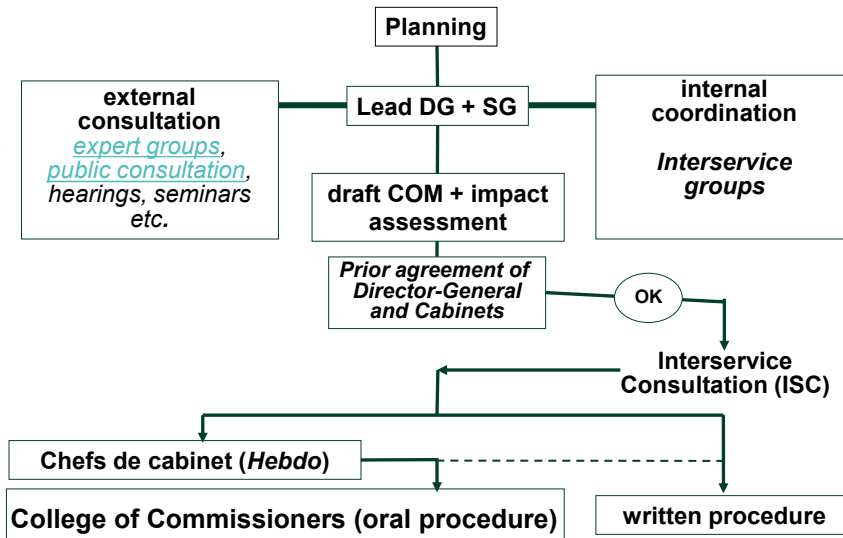 Planning
external
consultation
expert groups,
public consultation,
hearings, seminars
etc.
Lead DG + SG
internal
coordination
Interservice
groups
draft COM + impact
assessment
Prior agreement of
Director-General
and Cabinets
OK
Interservice
Consultation (ISC)
Chefs de cabinet (Hebdo)
College of Commissioners (oral procedure)
written procedure